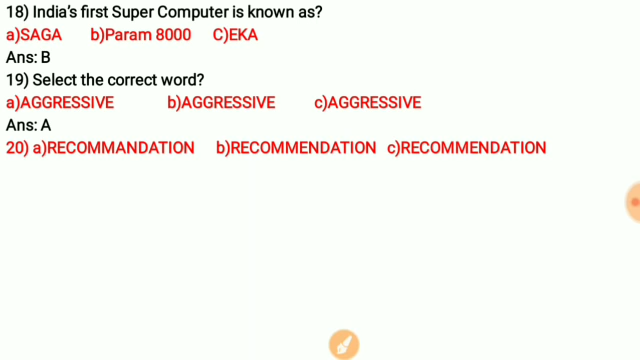 18) India's first Super Computer is known as?
a)SAGA b)Param 8000 C)EKA
Ans: B
19) Select the correct word?
a)AGGRESSIVE b)AGGRESSIVE c)AGGRESSIVE
Ans: A
20) a)RECOMMANDATION b)RECOMMENDATION c)RECOMMENDATION